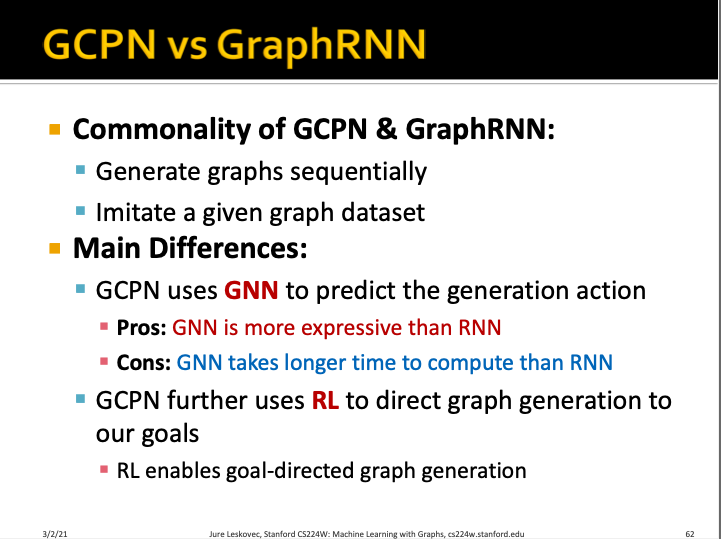 GCPN vs GraphRNN
Commonality of GCPN & GraphRNN:
Generate graphs sequentially
Imitate a given graph dataset
Main Differences:
GCPN uses GNN to predict the generation action
Pros: GNN is more expressive than RNN
Cons: GNN takes longer time to compute than RNN
GCPN further uses RL to direct graph generation to
our goals
RL enables goal-directed graph generation
3/2/21
Jure Leskovec, Stanford CS224W: Machine Learning with Graphs, cs224w.stanford.edu
62